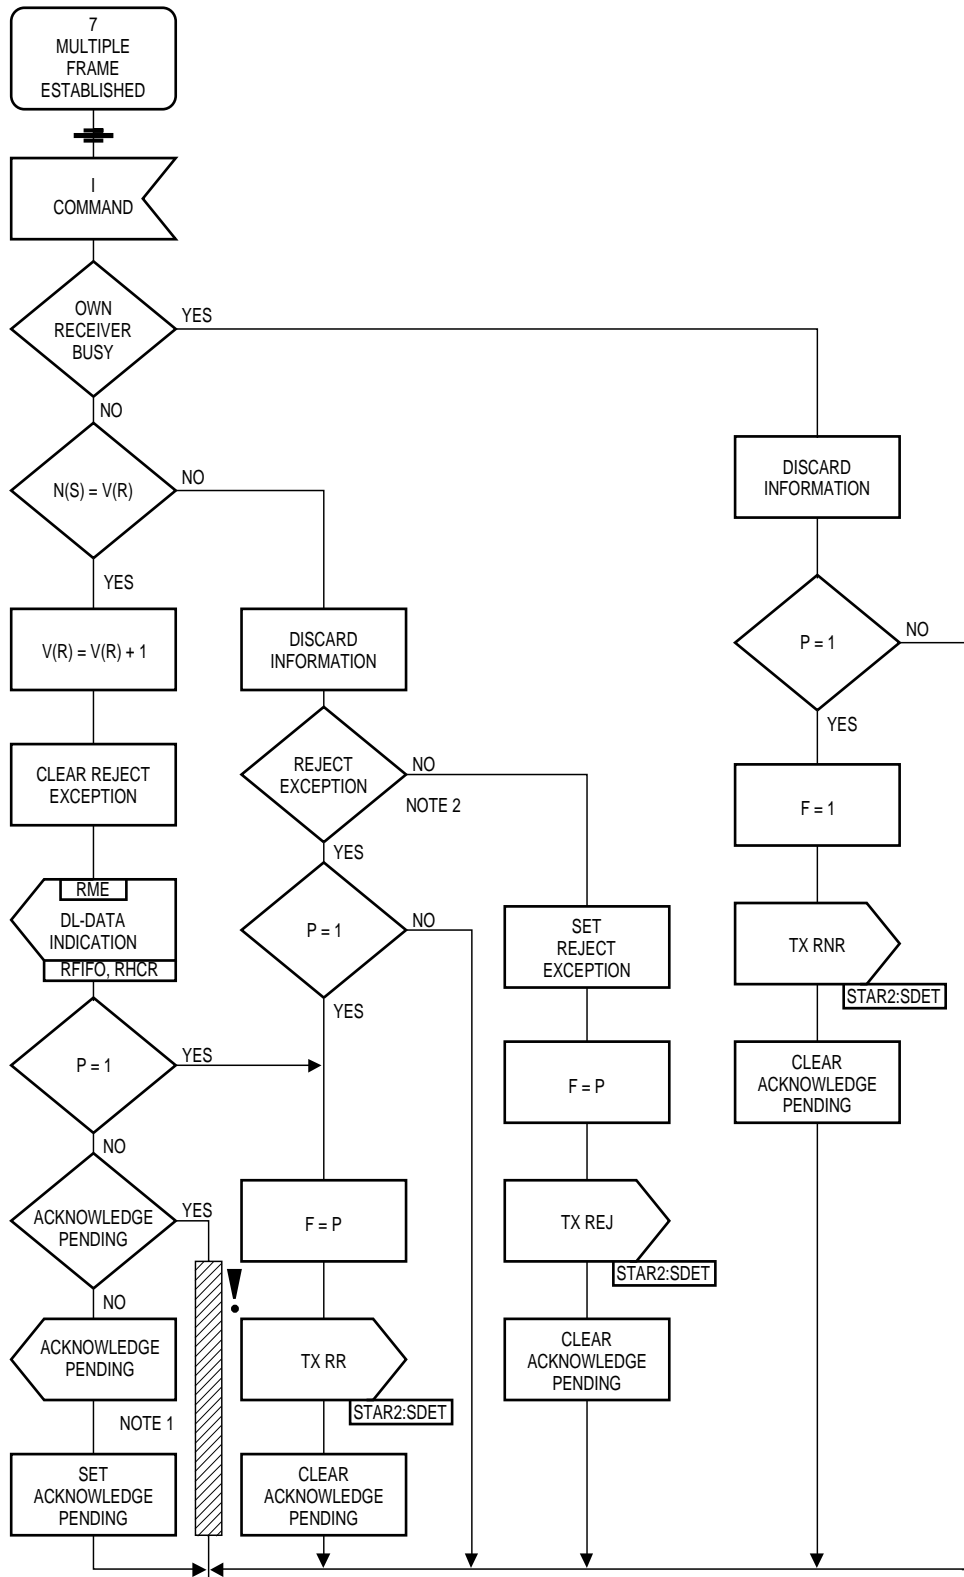 7
MULTIPLE
FRAME
ESTABLISHED
I
COMMAND
OWN
RECEIVER
BUSY
YES
NO
N(S) = V(R)
NO
YES
DISCARD
INFORMATION
P = 1
NO
YES
V(R) = V(R) + 1
DISCARD
INFORMATION
CLEAR REJECT
EXCEPTION
REJECT
EXCEPTION
NO
NOTE 2
YES
F = 1
RME
DL-DATA
INDICATION
RFIFO, RHCR
P = 1
NO
YES
SET
REJECT
EXCEPTION
TX RNR
STAR2:SDET
P = 1
YES
NO
F = P
CLEAR
ACKNOWLEDGE
PENDING
ACKNOWLEDGE
PENDING
YES
NO
F = P
TX REJ
STAR2:SDET
!
ACKNOWLEDGE
PENDING
NOTE 1
TX RR
STAR2:SDET
CLEAR
ACKNOWLEDGE
PENDING
SET
ACKNOWLEDGE
PENDING
CLEAR
ACKNOWLEDGE
PENDING